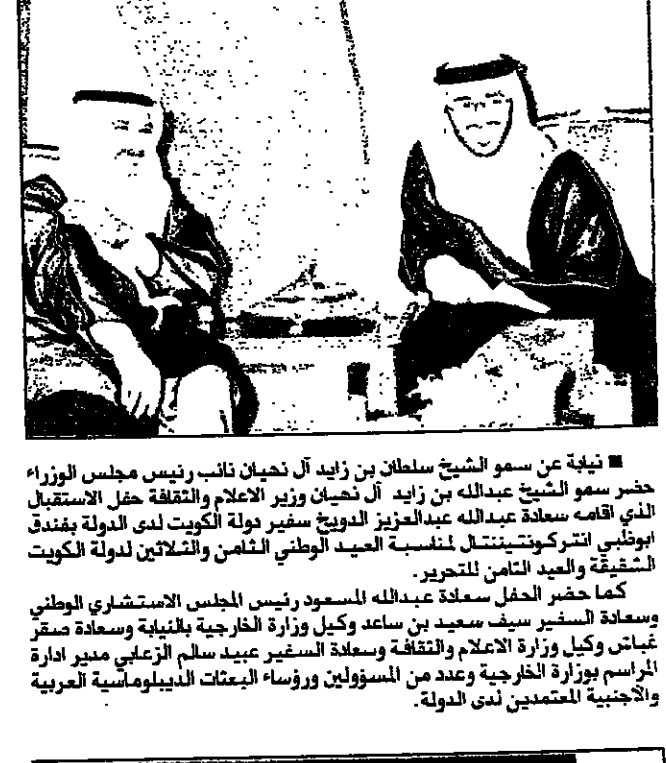 ■ نيابة عن سمو الشيخ سلطان بن زايد آل نهيان نائب رئيس مجلس الوزراء
حضر سمو الشيخ عبدالله بن زايد آل نهيان وزير الاعلام والثقافة حفل الاستقبال
الذي اقامه سعادة عبدالله عبدالعزيز الدويخ سفير دولة الكويت لدى الدولة بفندق
ابوظبي انتركونتيننتال لمناسبة العيد الوطني الثامن والثلاثين لدولة الكويت
الشقيقة والعيد الثامن للتحرير.
كما حضر الحفل سعادة عبدالله المسعود رئيس المجلس الاستشاري الوطني
وسعادة السفير سيف سعيد بن ساعد وكيل وزارة الخارجية بالنيابة وسعادة صقر
غباش وكيل وزارة الاعلام والثقافة وسعادة السفير عبيد سالم الزعابي مدير ادارة
المراسم بوزارة الخارجية وعدد من المسؤولين ورؤساء البعثات الديبلوماسية العربية
والاجنبية المعتمدين لدى الدولة.